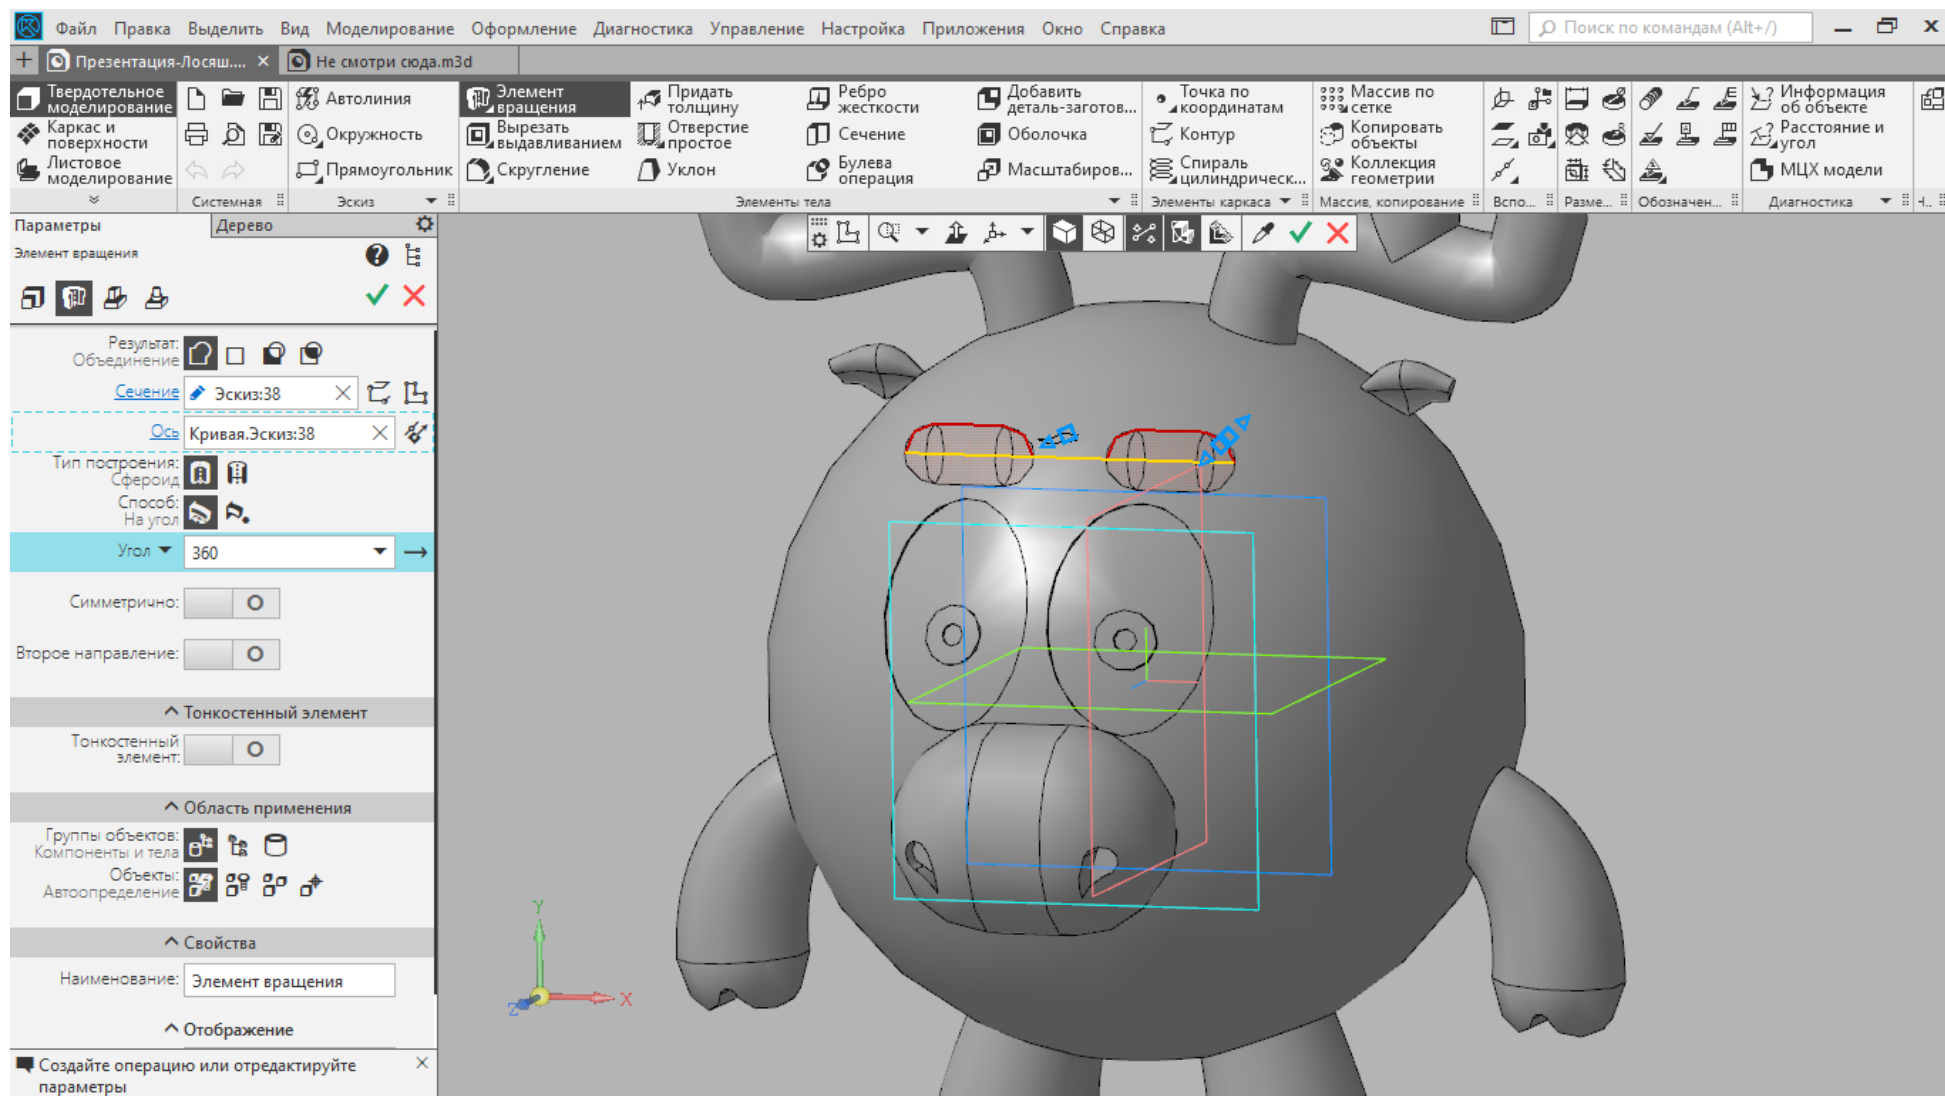 Файл Правка Выделить Вид Моделирование Оформление Диагностика Управление Настройка Приложения Окно Справка
Поиск по командам (Alt+/)
Презентация-Лосяш....
Не смотри сюда.m3d
Твердотельное
моделирование
Каркас и
поверхности
Листовое
моделирование
Системная
Автолиния
Окружность
Прямоугольник
Эскиз
Элемент
вращения
Вырезать
выдавливанием
Скругление
Придать
толщину
Отверстие
простое
Уклон
Ребро
жесткости
Сечение
Булева
операция
Добавить
деталь-заготов...
Оболочка
Масштабиров...
Элементы тела
Точка по
координатам
Контур
Спираль
цилиндрическ...
Элементы каркаса
Массив по
сетке
Копировать
объекты
Коллекция
геометрии
Массив, копирование
Вспо...
Разме...
Обозначен...
Информация
об объекте
Расстояние и
угол
МЦХ модели
Диагностика
Параметры
Дерево
Элемент вращения
Результат:
Объединение
Сечение
Эскиз:38
Ось
Кривая.Эскиз:38
Тип построения:
Сфероид
Способ:
На угол
Угол
360
Симметрично:
Второе направление:
Тонкостенный элемент
Тонкостенный
элемент:
Область применения
Группы объектов:
Компоненты и тела
Объекты:
Автоопределение
Свойства
Наименование:
Элемент вращения
Отображение
Создайте операцию или отредактируйте
параметры
Y
X
Z